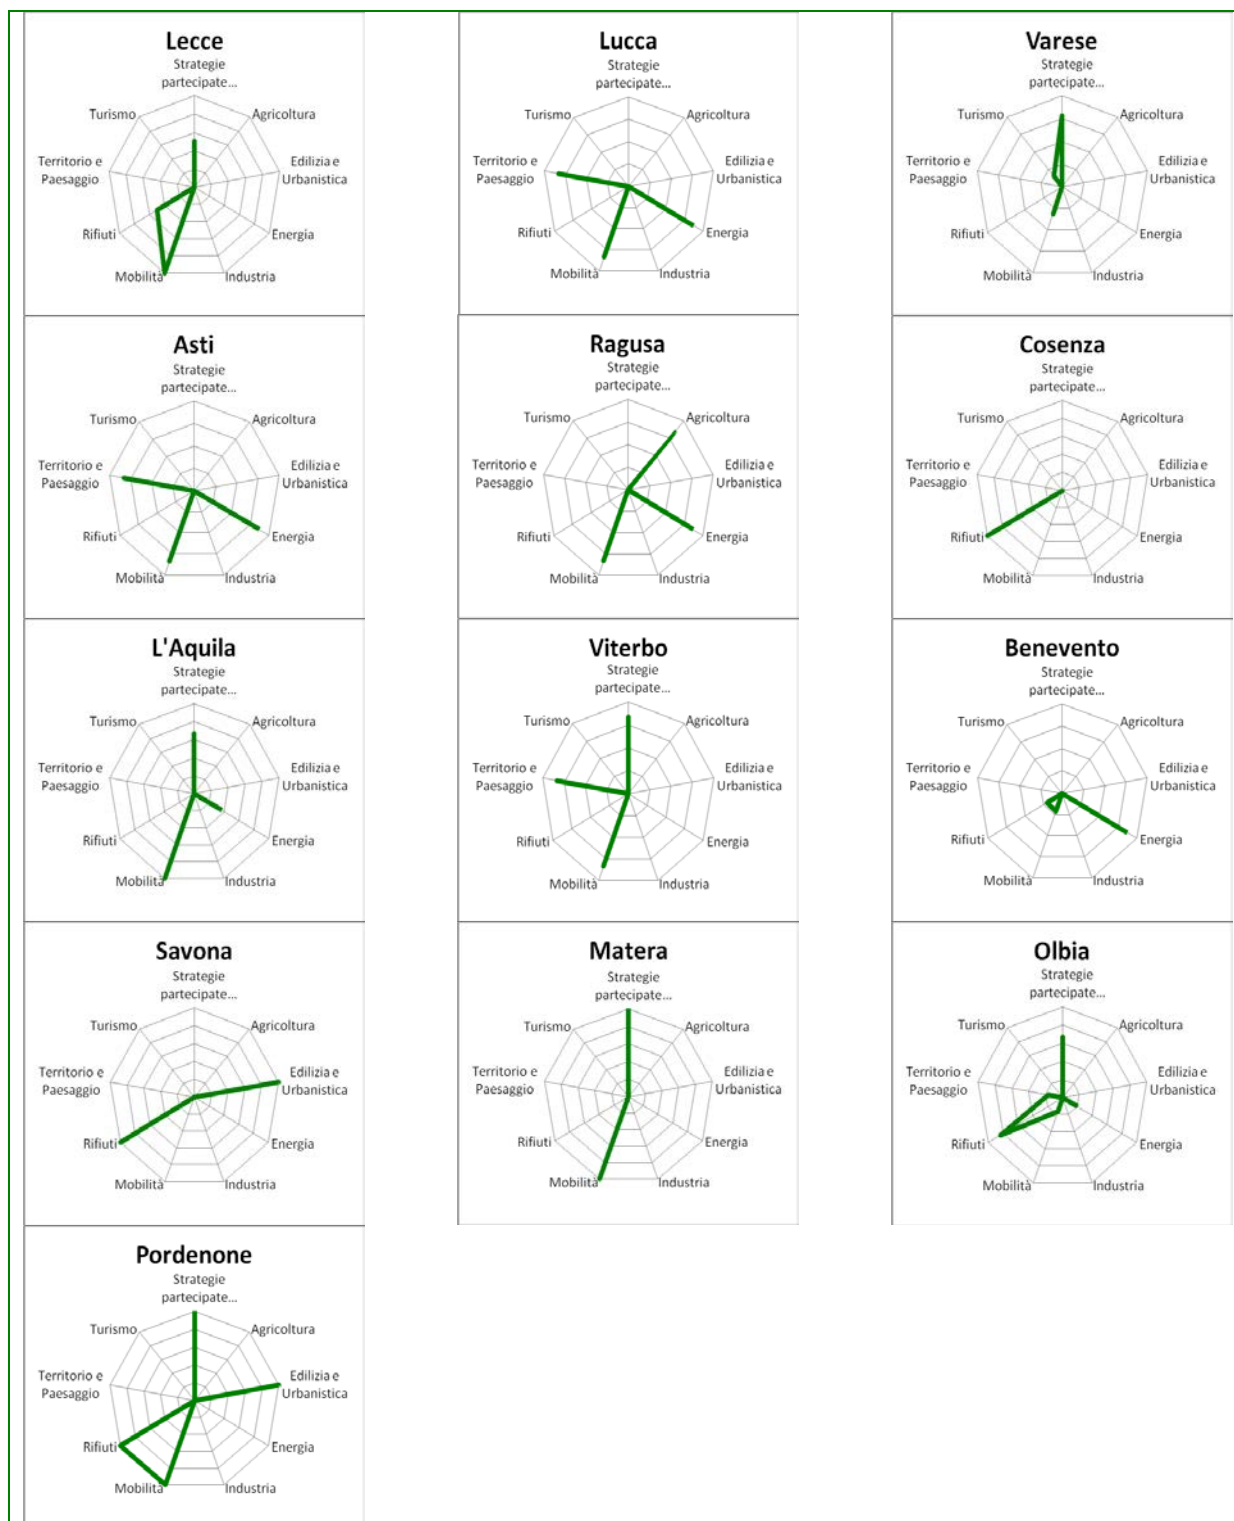 Lecce
Strategie
partecipate...
Turismo
Agricoltura
Territorio e
Paesaggio
Edilizia e
Urbanistica
Rifiuti
Energia
Mobilità
Industria
Lucca
Strategie
partecipate...
Turismo
Agricoltura
Territorio e
Paesaggio
Edilizia e
Urbanistica
Rifiuti
Energia
Mobilità
Industria
Varese
Strategie
partecipate...
Turismo
Agricoltura
Territorio e
Paesaggio
Edilizia e
Urbanistica
Rifiuti
Energia
Mobilità
Industria
Asti
Strategie
partecipate...
Turismo
Agricoltura
Territorio e
Paesaggio
Edilizia e
Urbanistica
Rifiuti
Energia
Mobilità
Industria
Ragusa
Strategie
partecipate...
Turismo
Agricoltura
Territorio e
Paesaggio
Edilizia e
Urbanistica
Rifiuti
Energia
Mobilità
Industria
Cosenza
Strategie
partecipate...
Turismo
Agricoltura
Territorio e
Paesaggio
Edilizia e
Urbanistica
Rifiuti
Energia
Mobilità
Industria
L'Aquila
Strategie
partecipate...
Turismo
Agricoltura
Territorio e
Paesaggio
Edilizia e
Urbanistica
Rifiuti
Energia
Mobilità
Industria
Viterbo
Strategie
partecipate...
Turismo
Agricoltura
Territorio e
Paesaggio
Edilizia e
Urbanistica
Rifiuti
Energia
Mobilità
Industria
Benevento
Strategie
partecipate...
Turismo
Agricoltura
Territorio e
Paesaggio
Edilizia e
Urbanistica
Rifiuti
Energia
Mobilità
Industria
Savona
Strategie
partecipate...
Turismo
Agricoltura
Territorio e
Paesaggio
Edilizia e
Urbanistica
Rifiuti
Energia
Mobilità
Industria
Matera
Strategie
partecipate...
Turismo
Agricoltura
Territorio e
Paesaggio
Edilizia e
Urbanistica
Rifiuti
Energia
Mobilità
Industria
Olbia
Strategie
partecipate...
Turismo
Agricoltura
Territorio e
Paesaggio
Edilizia e
Urbanistica
Rifiuti
Energia
Mobilità
Industria
Pordenone
Strategie
partecipate...
Turismo
Agricoltura
Territorio e
Paesaggio
Edilizia e
Urbanistica
Rifiuti
Energia
Mobilità
Industria